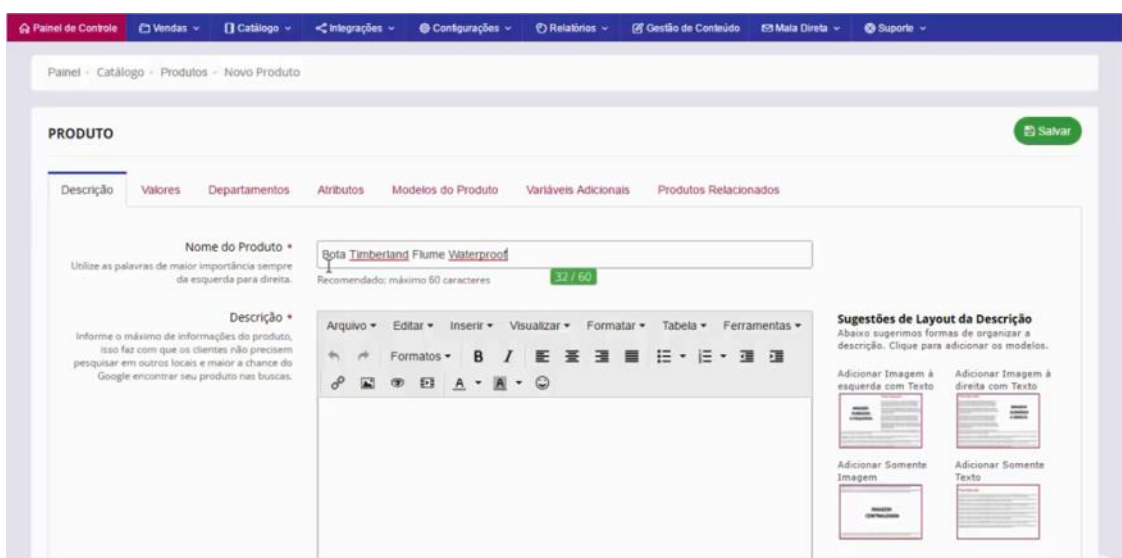 Painel de Controle Vendas Catálogo Integrações Configurações Relatórios Gestão de Conteúdo Mala Direta Suporte
Painel - Catálogo - Produtos - Novo Produto
PRODUTO
Salvar
Descrição Valores Departamentos Atributos Modelos do Produto Variáveis Adicionais Produtos Relacionados
Nome do Produto *
Utilize as palavras de maior importância sempre
da esquerda para direita.
Bota Timberland Flume Waterproof
Recomendado: máximo 60 caracteres
32 / 60
Descrição *
Informe o máximo de informações do produto,
isso faz com que os clientes não precisem
pesquisar em outros locais e maior a chance do
Google encontrar seu produto nas buscas.
Arquivo Editar Inserir Visualizar Formatar Tabela Ferramentas
Formatos B I
A A
Sugestões de Layout da Descrição
Abaixo sugerimos formas de organizar a
descrição. Clique para adicionar os modelos.
Adicionar Imagem à
esquerda com Texto
Adicionar Imagem à
direita com Texto
Adicionar Somente
Imagem
Adicionar Somente
Texto
IMAGEM
CENTRALIZADA